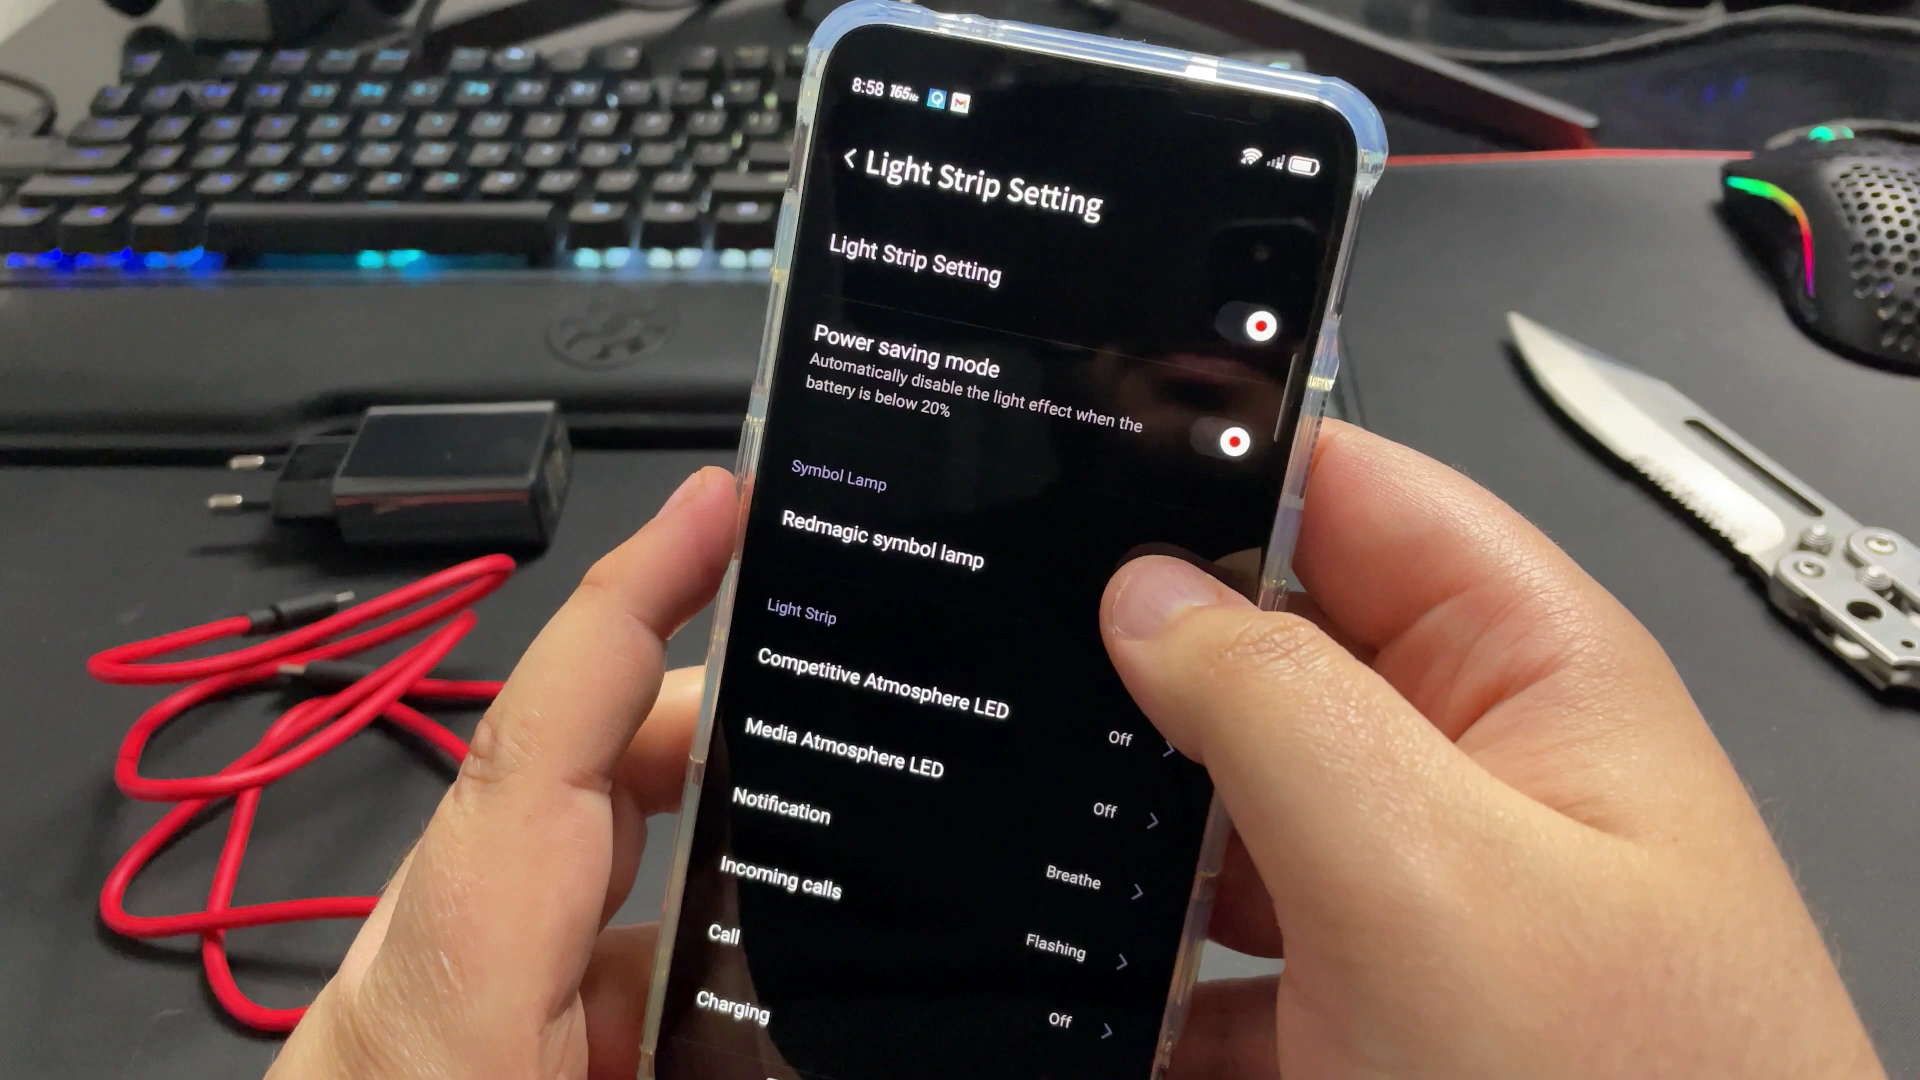 8:58 165Hz
Light Strip Setting
Light Strip Setting
Power saving mode
Automatically disable the light effect when the
battery is below 20%
Symbol Lamp
Redmagic symbol lamp
Light Strip
Competitive Atmosphere LED
Off
Media Atmosphere LED
Off
Notification
Breathe
Incoming calls
Flashing
Call
Off
Charging